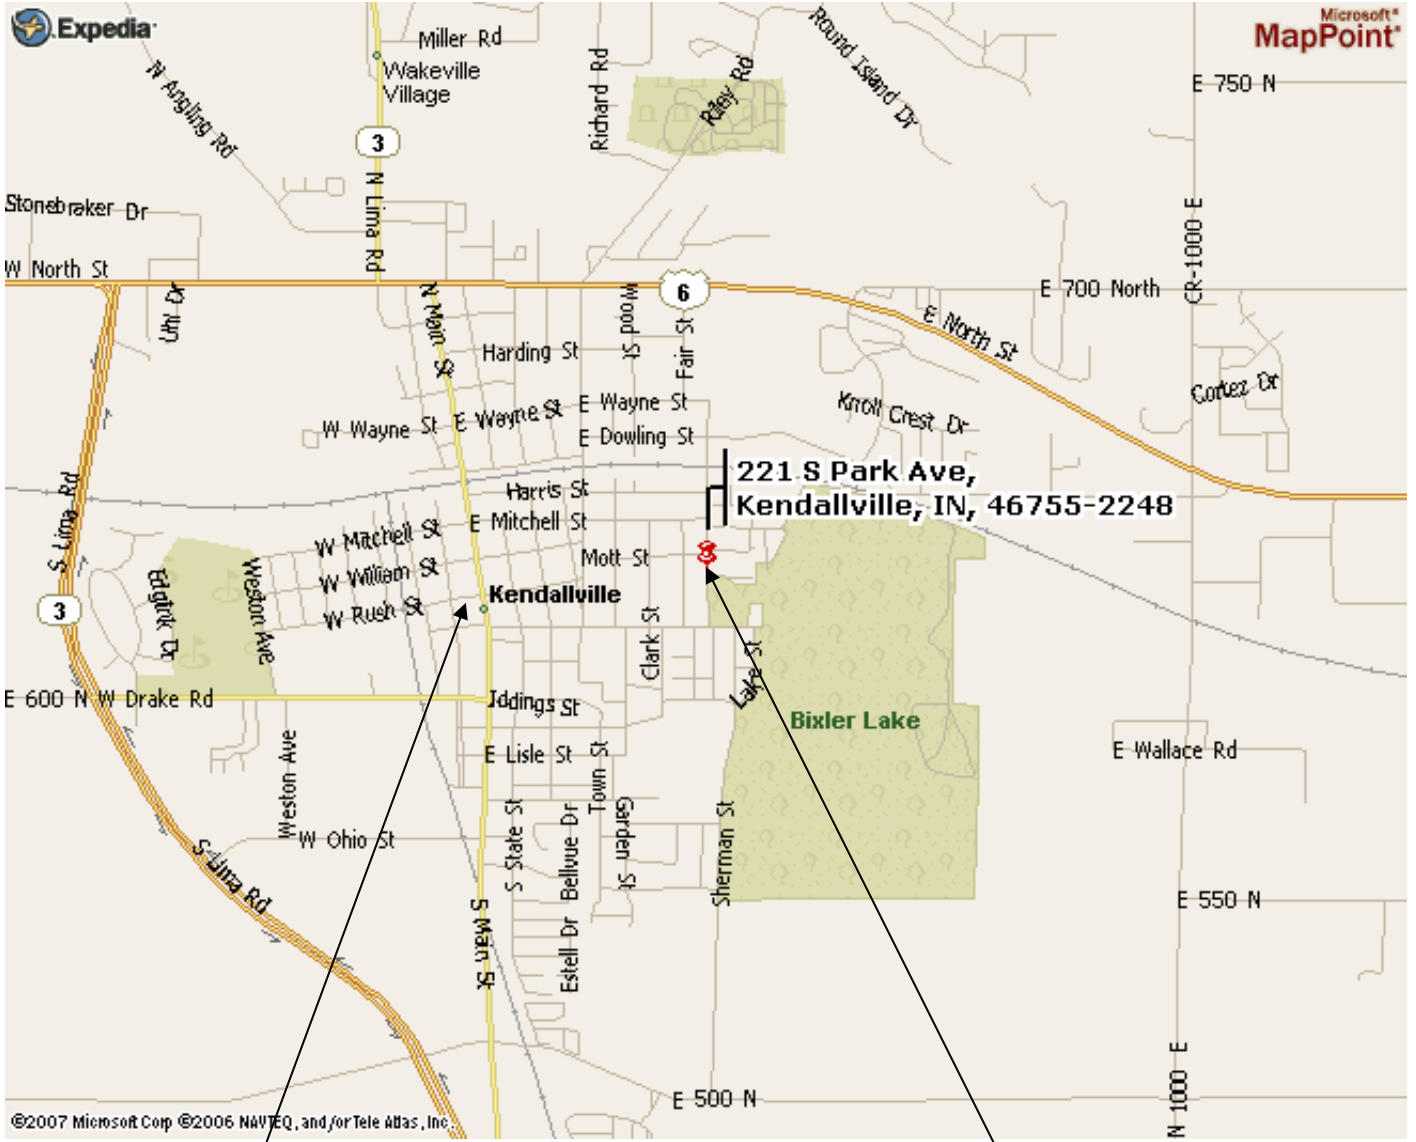 Expedia
Microsoft®
MapPoint®
Miller Rd
Wakeville
Village
N Angling Rd
Richard Rd
Riley Rd
Round Island Dr
E 750 N
3
N Lima Rd
Stonebraker Dr
W North St
CR-1000 E
Uhl Dr
N Main St
Wood St
6
Fair St
E 700 North
E North St
Harding St
Cortez Dr
W Wayne St
E Wayne St
E Wayne St
Kroll Crest Dr
E Dowling St
221 S Park Ave,
Kendallville, IN, 46755-2248
S Lima Rd
Harris St
W Mitchell St
E Mitchell St
Mott St
W William St
Weston Ave
Kendallville
W Rush St
3
Clark St
Lake St
E 600 N
W Drake Rd
Iddings St
Bixler Lake
E Wallace Rd
E Lisle St
Weston Ave
Town St
W Ohio St
S State St
Bellvue Dr
Garden St
Sherman St
S Lima Rd
E 550 N
S Main St
Estell Dr
E 500 N
N 1000 E
©2007 Microsoft Corp ©2006 NAVTEQ, and/or Tele Atlas, Inc.